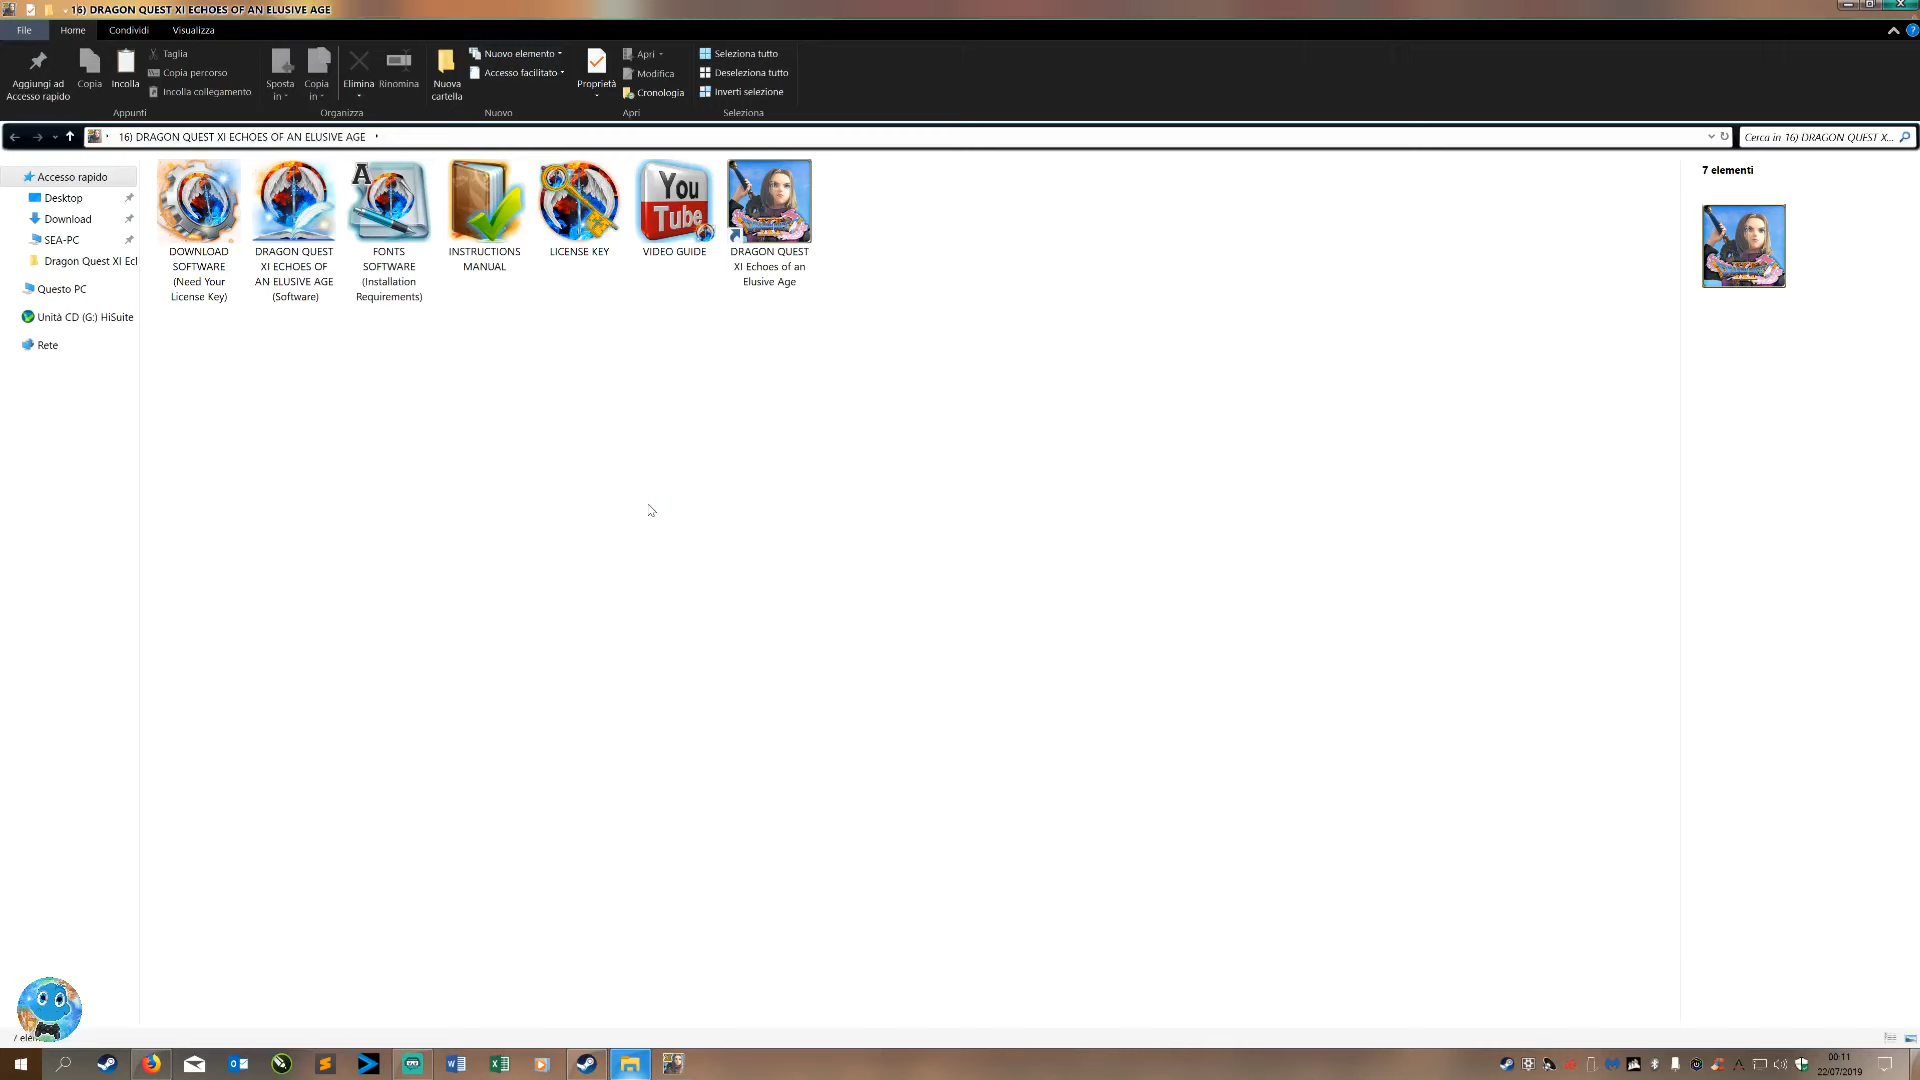 16) DRAGON QUEST XI ECHOES OF AN ELUSIVE AGE
File
Home
Condividi
Visualizza
Aggiungi ad
Accesso rapido
Copia
Incolla
Taglia
Copia percorso
Incolla collegamento
Appunti
Sposta
in
Copia
in
Elimina
Rinomina
Organizza
Nuova
cartella
Nuovo elemento
Accesso facilitato
Nuovo
Proprietà
Apri
Modifica
Cronologia
Apri
Seleziona tutto
Deseleziona tutto
Inverti selezione
Seleziona
16) DRAGON QUEST XI ECHOES OF AN ELUSIVE AGE
Cerca in 16) DRAGON QUEST X...
Accesso rapido
Desktop
Download
SEA-PC
Dragon Quest XI Ecl
Questo PC
Unità CD (G:) HiSuite
Rete
DOWNLOAD
SOFTWARE
(Need Your
License Key)
DRAGON QUEST
XI ECHOES OF
AN ELUSIVE AGE
(Software)
A
FONTS
SOFTWARE
(Installation
Requirements)
INSTRUCTIONS
MANUAL
LICENSE KEY
You
Tube
VIDEO GUIDE
DRAGON QUEST
XI Echoes of an
Elusive Age
7 elementi
00:11
22/07/2019